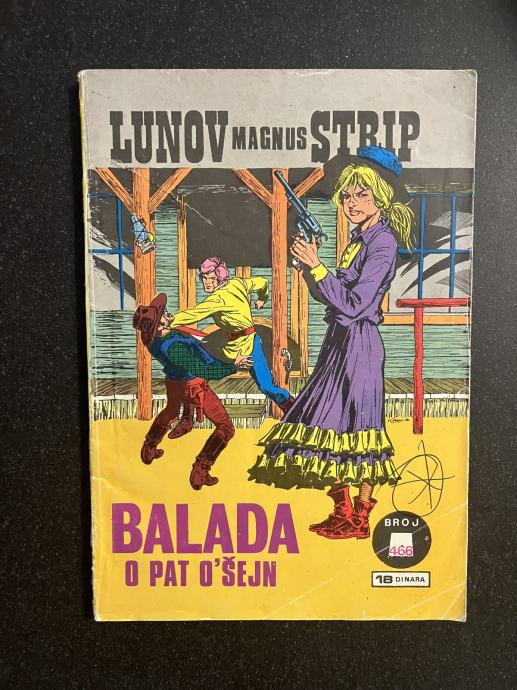 LUNOV MAGNUS STRIP
BALADA
O PAT O'ŠEJN
BROJ
466
18 DINARA